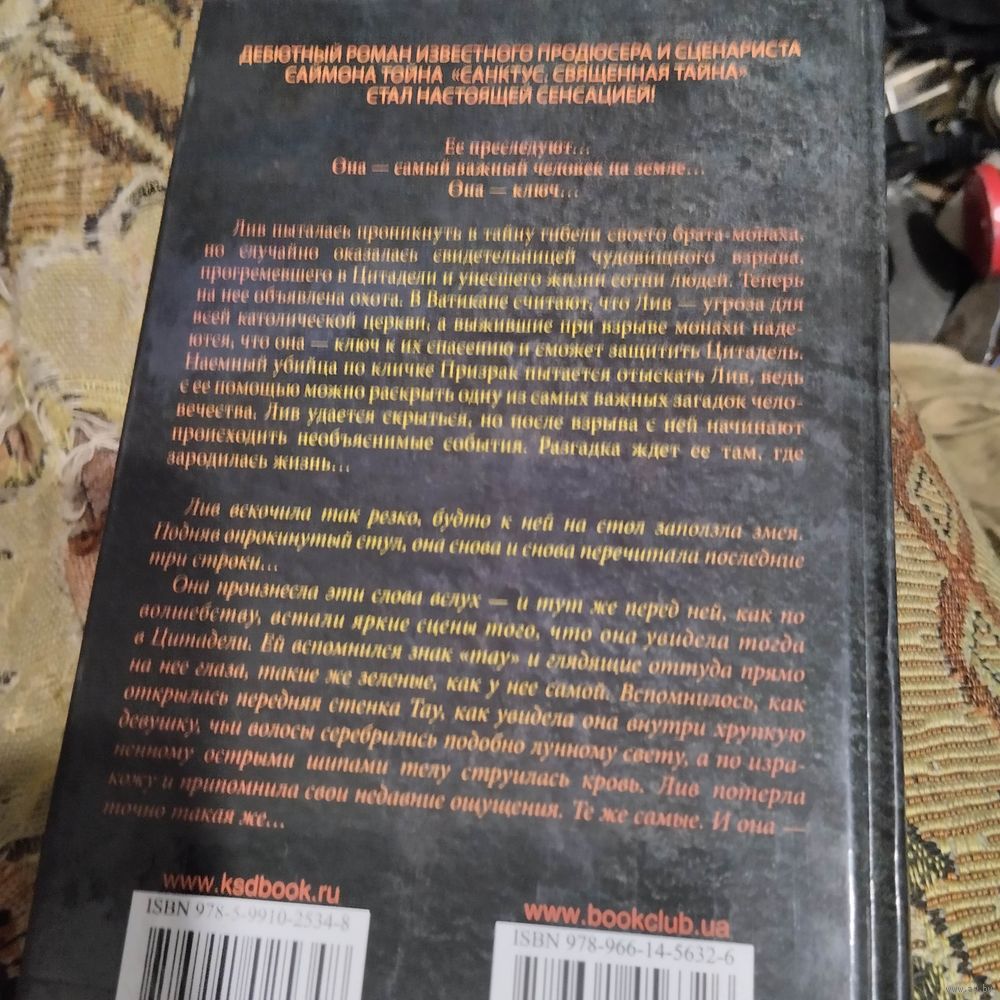 ДЕБЮТНЫЙ РОМАН ИЗВЕСТНОГО ПРОДЮСЕРА И СЦЕНАРИСТА
САЙМОНА ТОЙНА «САНКТУС. СВЯЩЕННАЯ ТАЙНА»
СТАЛ НАСТОЯЩЕЙ СЕНСАЦИЕЙ!
Ее преследуют…
Она — самый важный человек на земле…
Она — ключ…
Лив пыталась проникнуть в тайну гибели своего брата-монаха,
но случайно оказалась свидетельницей чудовищного взрыва,
прогремевшего в Цитадели и унесшего жизни сотни людей. Теперь
на нее объявлена охота. В Ватикане считают, что Лив — угроза для
всей католической церкви, а выжившие при взрыве монахи наде-
ются, что она — ключ к их спасению и сможет защитить Цитадель.
Наемный убийца по кличке Призрак пытается отыскать Лив, ведь
с ее помощью можно раскрыть одну из самых важных загадок чело-
вечества. Лив удается скрыться, но после взрыва с ней начинают
происходить необъяснимые события. Разгадка ждет ее там, где
зародилась жизнь…
Лив вскочила так резко, будто к ней на стол заползла змея.
Подняв опрокинутый стул, она снова и снова перечитала последние
три строки…
Она произнесла эти слова вслух — и тут же перед ней, как по
волшебству, встали яркие сцены того, что она увидела тогда
в Цитадели. Ей вспомнился знак «тау» и глядящие оттуда прямо
на нее глаза, такие же зеленые, как у нее самой. Вспомнилось, как
открылась передняя стенка Тау, как увидела она внутри хрупкую
девушку, чьи волосы серебрились подобно лунному свету, а по изра-
ненному острыми шипами телу струилась кровь. Лив потерла
кожу и припомнила свои недавние ощущения. Те же самые. И она —
точно такая же…
www.ksdbook.ru
ISBN 978-5-9910-2534-8
www.bookclub.ua
ISBN 978-966-14-5632-6
www.ay.by